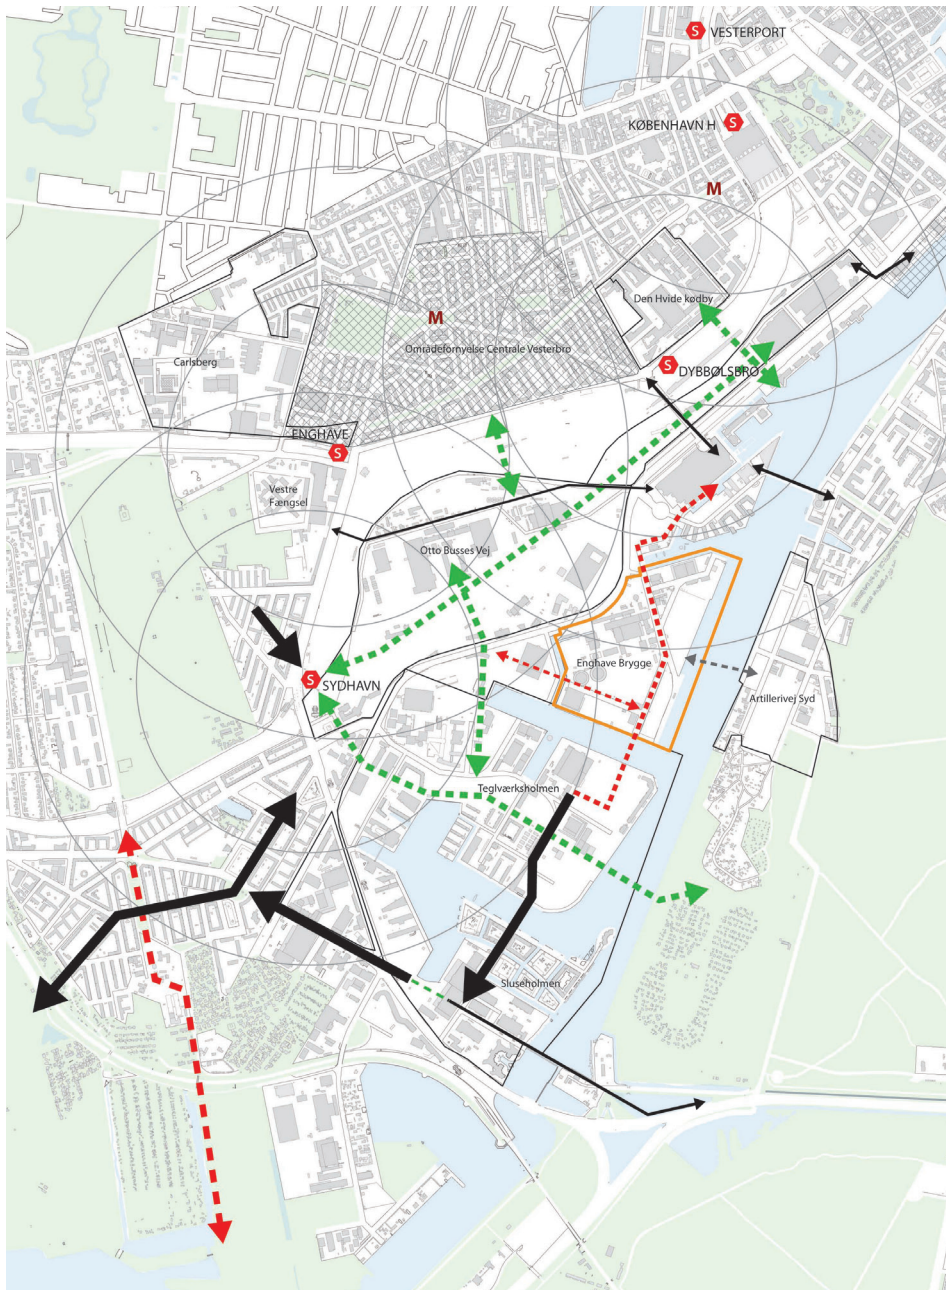 S VESTERPORT
KØBENHAVN H S
M
Den Hvide kødby
M
Områdefornyelse Centrale Vesterbro
Carlsberg
S
DYBBØLSBRO
ENGHAVE
S
Vestre
Fængsel
Otto Busses Vej
Enghave Brygge
S SYDHAVN
Artillerivej Syd
Teglværksholmen
Sluseholmen